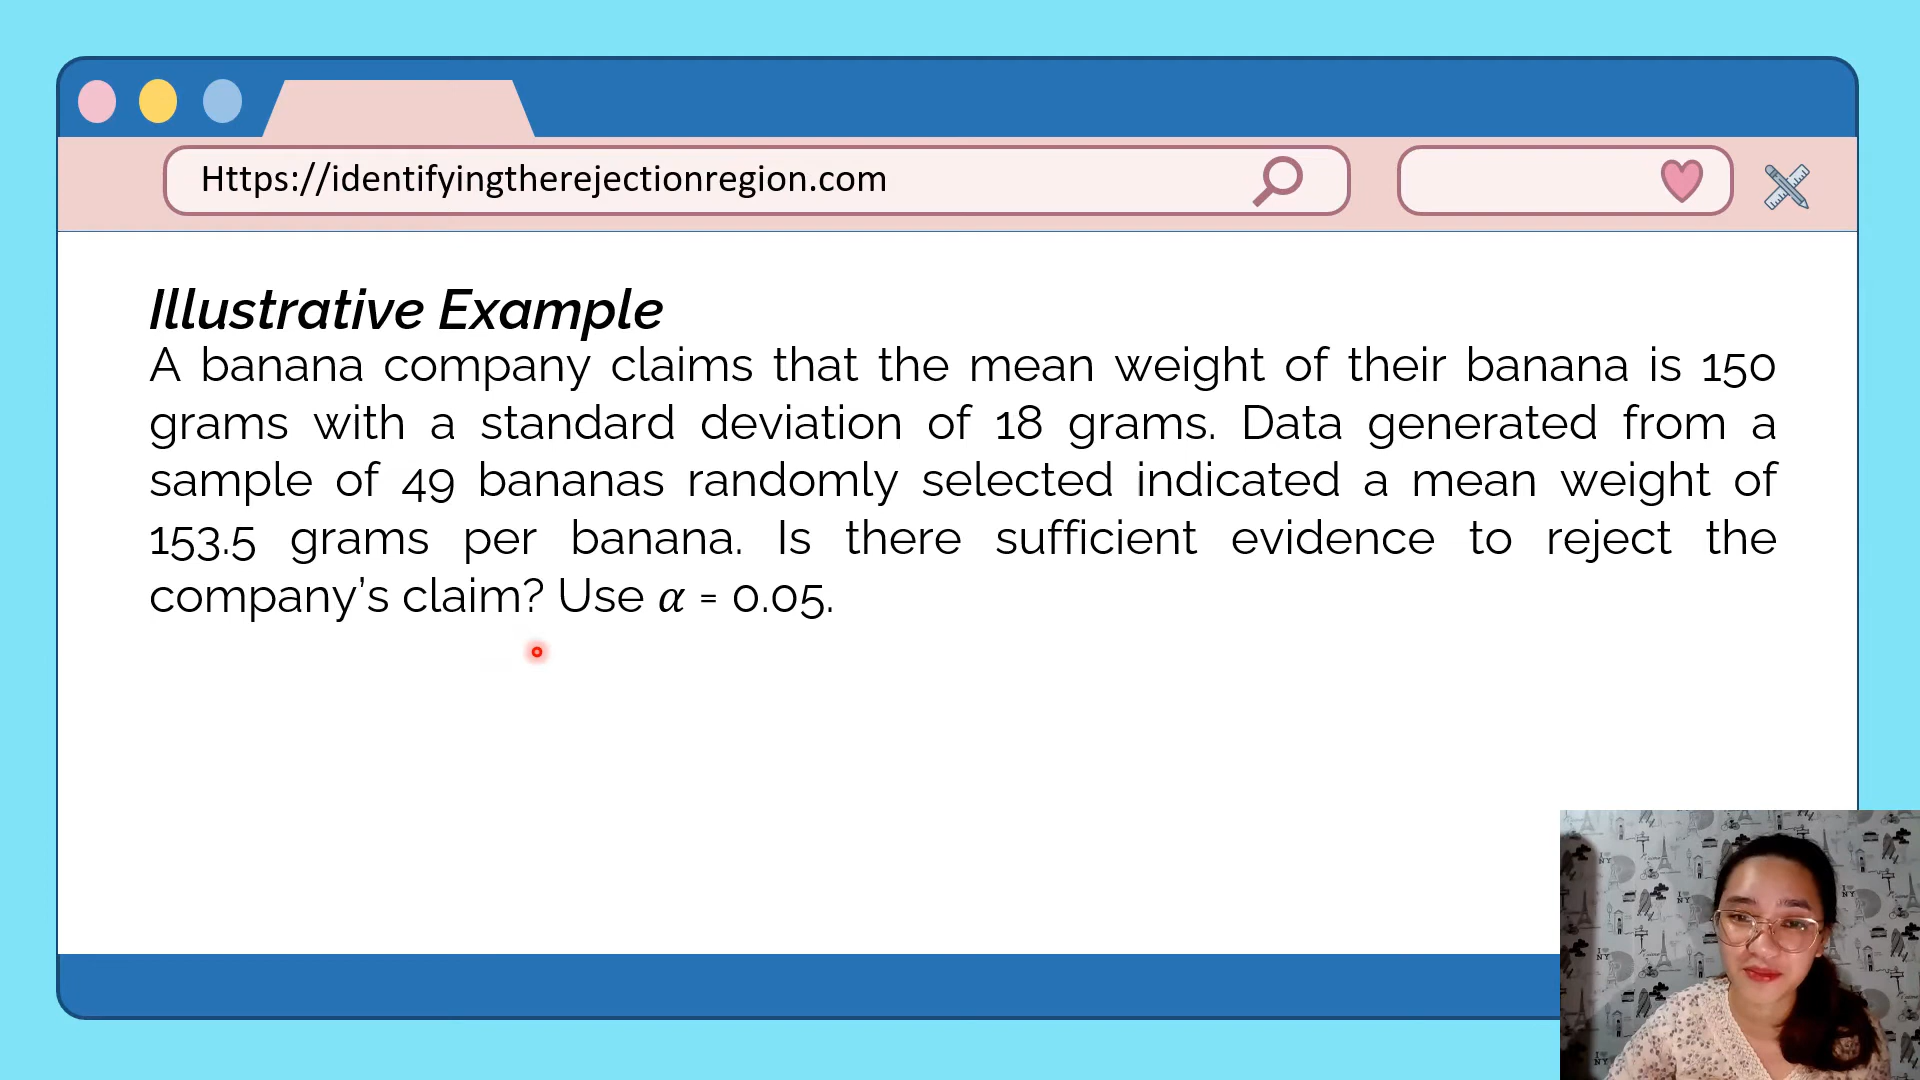 Https://identifyingtherejectionregion.com
Illustrative Example
A banana company claims that the mean weight of their banana is 150
grams with a standard deviation of 18 grams. Data generated from a
sample of 49 bananas randomly selected indicated a mean weight of
153.5 grams per banana. Is there sufficient evidence to reject the
company's claim? Use 𝛼 = 0.05.